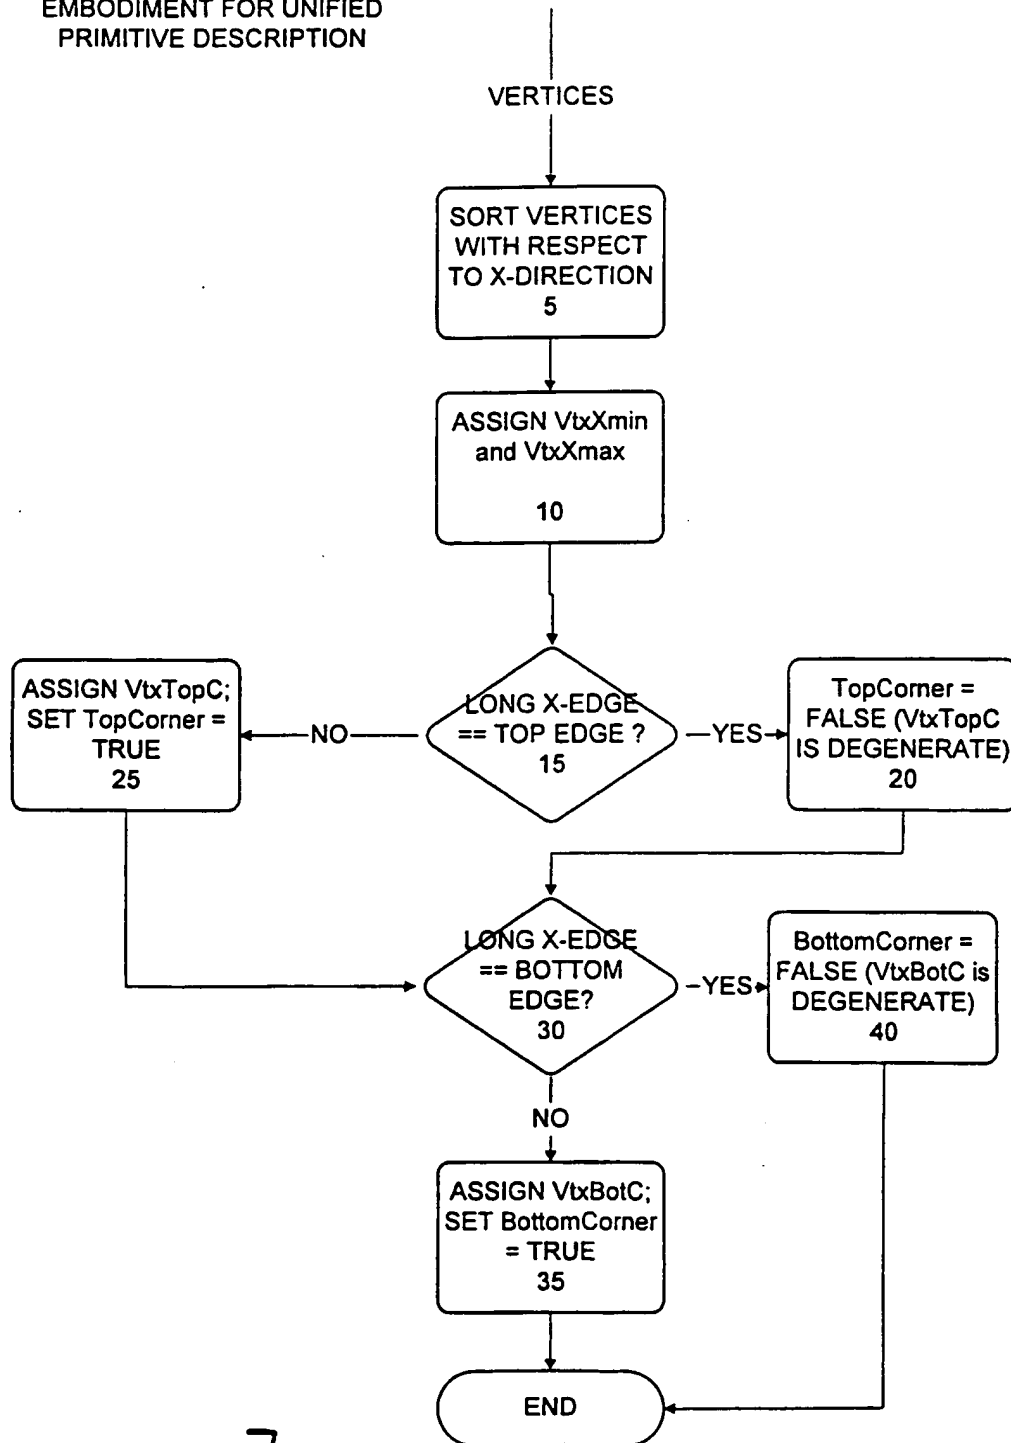 EMBODIMENT FOR UNIFIED
PRIMITIVE DESCRIPTION
VERTICES
SORT VERTICES
WITH RESPECT
TO X-DIRECTION
5
ASSIGN VtxXmin
and VtxXmax
10
ASSIGN VtxTopC;
SET TopCorner =
TRUE
25
NO
LONG X-EDGE
== TOP EDGE ?
15
YES
TopCorner =
FALSE (VtxTopC
IS DEGENERATE)
20
LONG X-EDGE
== BOTTOM
EDGE?
30
YES
BottomCorner =
FALSE (VtxBotC is
DEGENERATE)
40
NO
ASSIGN VtxBotC;
SET BottomCorner
= TRUE
35
END